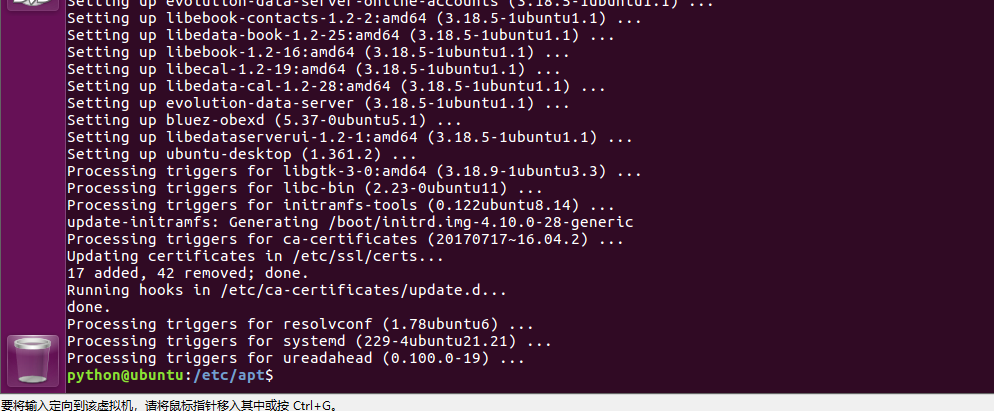 Setting up evolution-data-server-online-accounts (3.18.5-1ubuntu1.1) ...
Setting up libebook-contacts-1.2-2:amd64 (3.18.5-1ubuntu1.1) ...
Setting up libedata-book-1.2-25:amd64 (3.18.5-1ubuntu1.1) ...
Setting up libebook-1.2-16:amd64 (3.18.5-1ubuntu1.1) ...
Setting up libecal-1.2-19:amd64 (3.18.5-1ubuntu1.1) ...
Setting up libedata-cal-1.2-28:amd64 (3.18.5-1ubuntu1.1) ...
Setting up evolution-data-server (3.18.5-1ubuntu1.1) ...
Setting up bluez-obexd (5.37-0ubuntu5.1) ...
Setting up libedataserverui-1.2-1:amd64 (3.18.5-1ubuntu1.1) ...
Setting up ubuntu-desktop (1.361.2) ...
Processing triggers for libgtk-3-0:amd64 (3.18.9-1ubuntu3.3) ...
Processing triggers for libc-bin (2.23-0ubuntu11) ...
Processing triggers for initramfs-tools (0.122ubuntu8.14) ...
update-initramfs: Generating /boot/initrd.img-4.10.0-28-generic
Processing triggers for ca-certificates (20170717~16.04.2) ...
Updating certificates in /etc/ssl/certs...
17 added, 42 removed; done.
Running hooks in /etc/ca-certificates/update.d...
done.
Processing triggers for resolvconf (1.78ubuntu6) ...
Processing triggers for systemd (229-4ubuntu21.21) ...
Processing triggers for ureadahead (0.100.0-19) ...
python@ubuntu:/etc/apt$
要将输入定向到该虚拟机，请将鼠标指针移入其中或按 Ctrl+G。